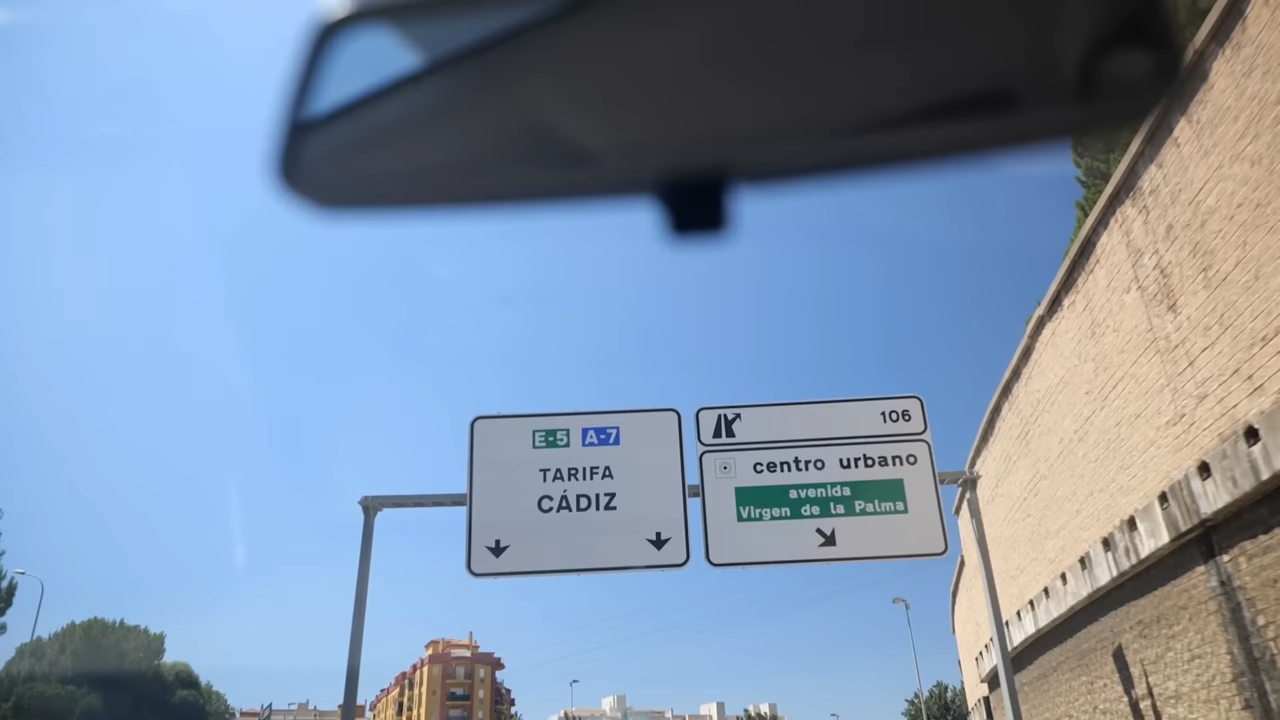 E-5 A-7
TARIFA
CÁDIZ
106
centro urbano
avenida
Virgen de la Palma